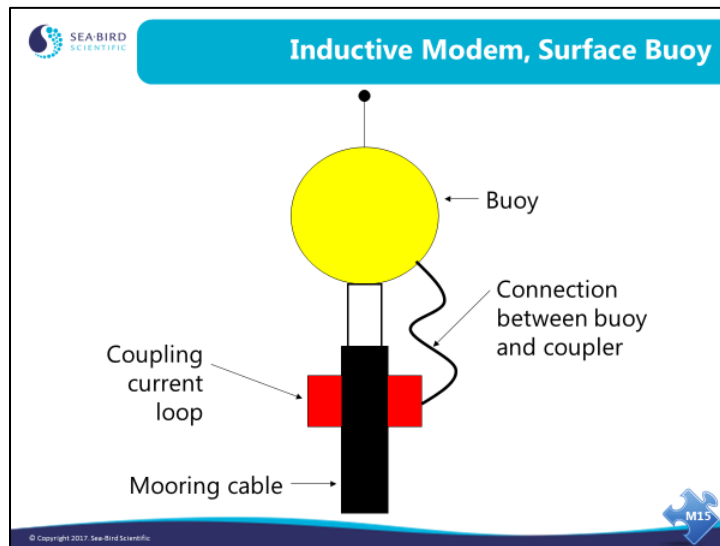 SEA·BIRD
SCIENTIFIC
Inductive Modem, Surface Buoy
Buoy
Connection
between buoy
and coupler
Coupling
current
loop
Mooring cable
M15
© Copyright 2017. Sea-Bird Scientific